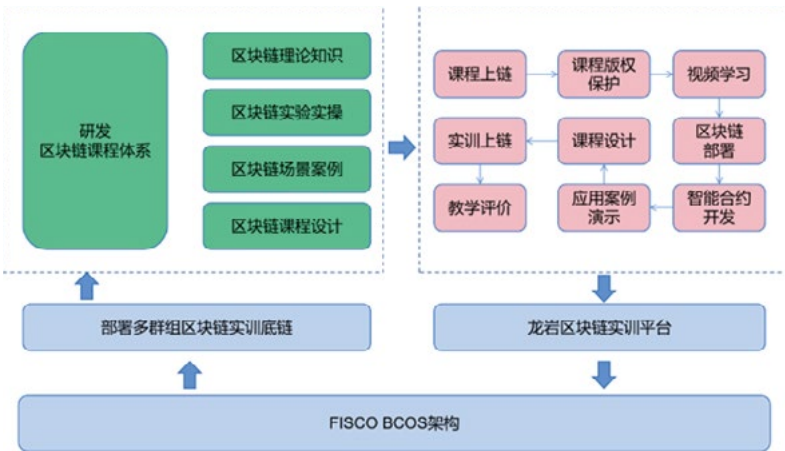 研发
区块链课程体系
区块链理论知识
区块链实验实操
区块链场景案例
区块链课程设计
课程上链
课程版权
保护
视频学习
实训上链
课程设计
区块链
部署
教学评价
应用案例
演示
智能合约
开发
部署多群组区块链实训底链
龙岩区块链实训平台
FISCO BCOS架构